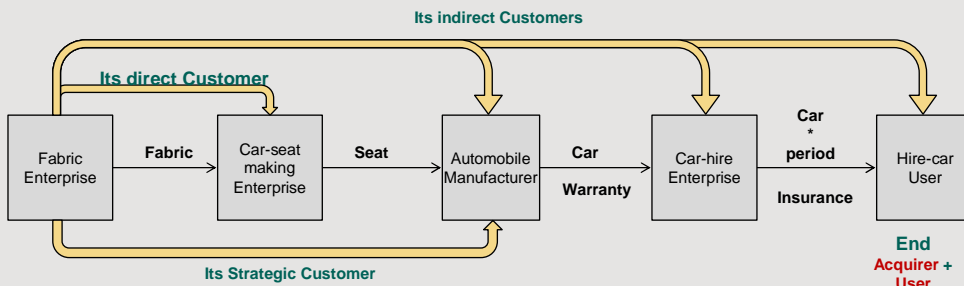 Its indirect Customers
Its direct Customer
Fabric
Enterprise
Fabric
Car-seat
making
Enterprise
Seat
Automobile
Manufacturer
Car
Warranty
Car-hire
Enterprise
Car
*
period
Insurance
Hire-car
User
Its Strategic Customer
End
Acquirer +
User